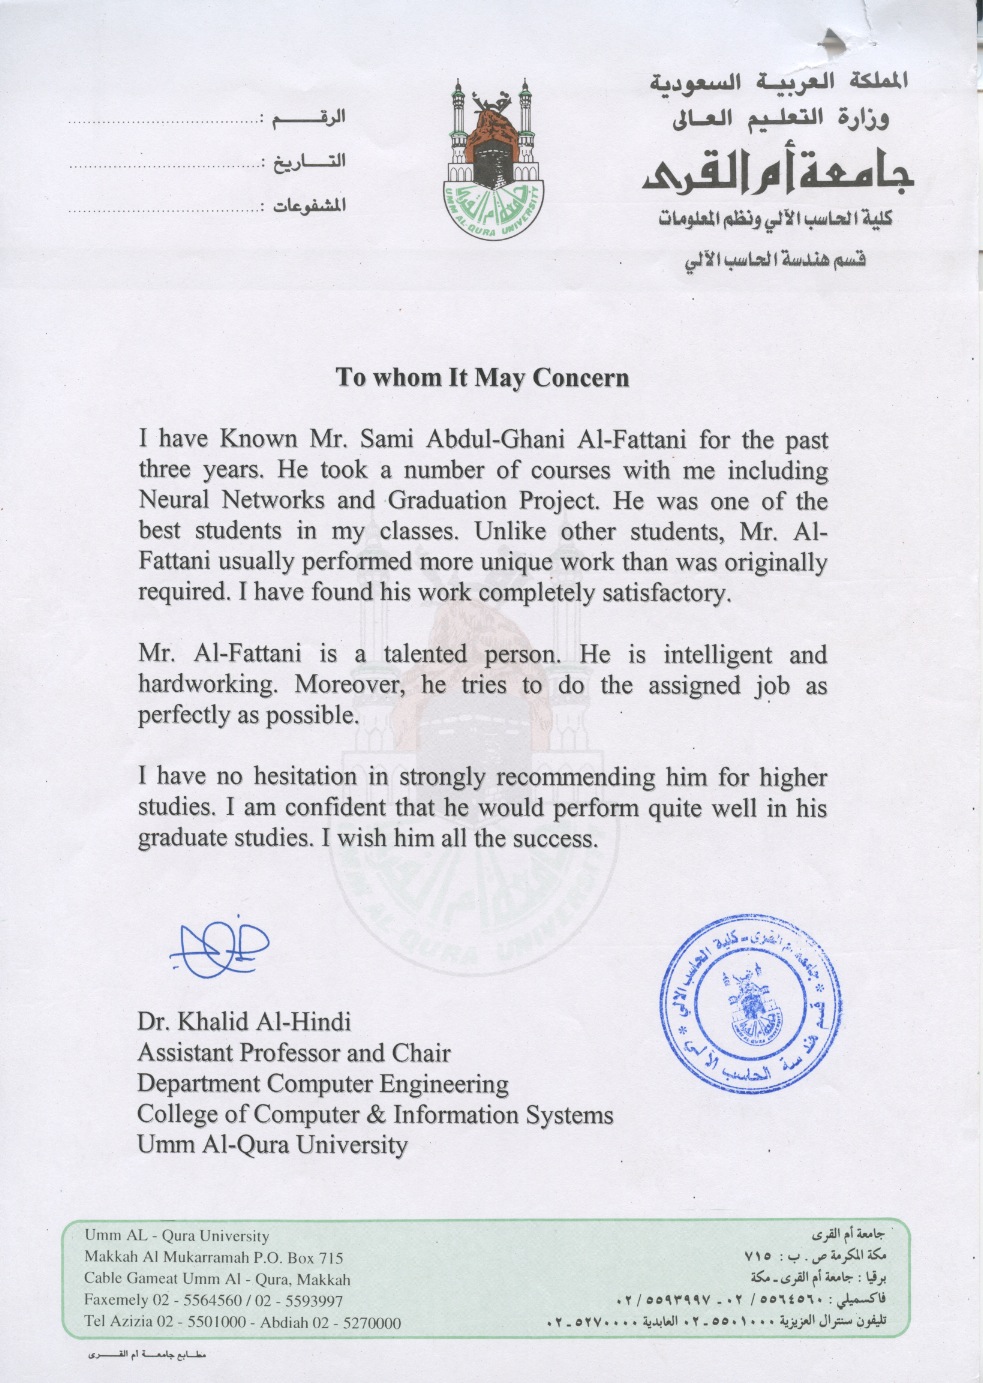 المملكة العربية السعودية
وزارة التعليم العالى
جامعة أم القرى
كلية الحاسب الآلي ونظم المعلومات
قسم هندسة الحاسب الآلي
الرقـــم :
التــاريخ :
المشفوعات :
جامعة أم القرى
UMM AL-QURA UNIVERSITY
To whom It May Concern
I have Known Mr. Sami Abdul-Ghani Al-Fattani for the past
three years. He took a number of courses with me including
Neural Networks and Graduation Project. He was one of the
best students in my classes. Unlike other students, Mr. Al-
Fattani usually performed more unique work than was originally
required. I have found his work completely satisfactory.
Mr. Al-Fattani is a talented person. He is intelligent and
hardworking. Moreover, he tries to do the assigned job as
perfectly as possible.
I have no hesitation in strongly recommending him for higher
studies. I am confident that he would perform quite well in his
graduate studies. I wish him all the success.
جامعة أم القرى - كلية الحاسب الآلي
* قسم هندسة الحاسب الآلي *
Dr. Khalid Al-Hindi
Assistant Professor and Chair
Department Computer Engineering
College of Computer & Information Systems
Umm Al-Qura University
Umm AL - Qura University
Makkah Al Mukarramah P.O. Box 715
Cable Gameat Umm Al - Qura, Makkah
Faxemely 02 - 5564560 / 02 - 5593997
Tel Azizia 02 - 5501000 - Abdiah 02 - 5270000
جامعة أم القرى
مكة المكرمة ص . ب : ٧١٥
برقيا : جامعة أم القرى ـ مكة
فاكسميلي : ٥٥٦٤٥٦٠ / ٠٢ ـ ٥٥٩٣٩٩٧ / ٠٢
تليفون سنترال العزيزية ٥٥٠١٠٠٠ ـ ٠٢ العابدية ٥٢٧٠٠٠٠ ـ ٠٢
مطابع جامعة أم القرى